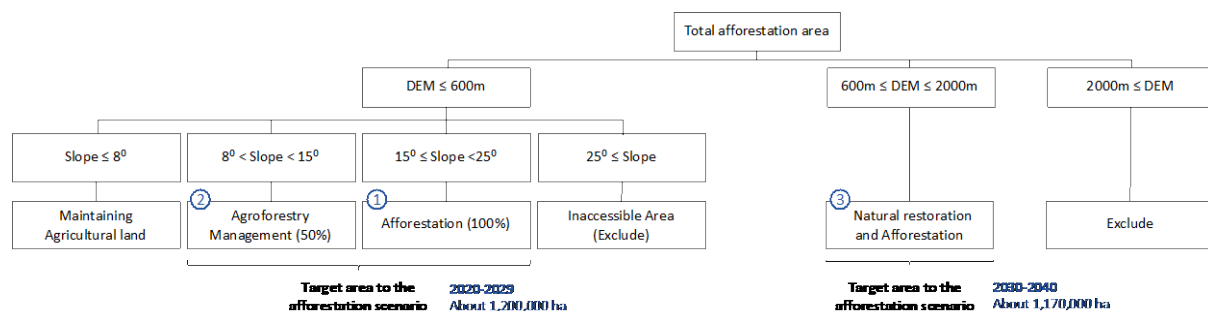 Total afforestation area
DEM ≤ 600m
600m ≤ DEM ≤ 2000m
2000m ≤ DEM
Slope ≤ 8⁰
8⁰ < Slope < 15⁰
15⁰ ≤ Slope <25⁰
25⁰ ≤ Slope
Maintaining
Agricultural land
2
Agroforestry
Management (50%)
1
Afforestation (100%)
Inaccessible Area
(Exclude)
3
Natural restoration
and Afforestation
Exclude
Target area to the
afforestation scenario
2020-2029
About 1,200,000 ha
Target area to the
afforestation scenario
2030-2040
About 1,170,000 ha